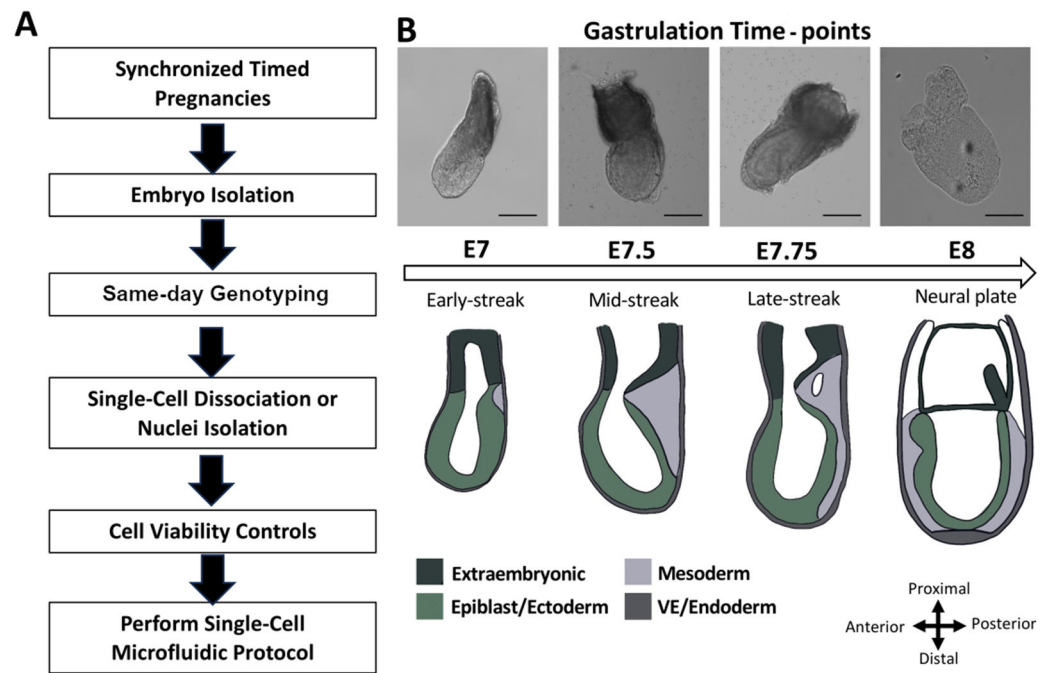 A
Synchronized Timed
Pregnancies
Embryo Isolation
Same-day Genotyping
Single-Cell Dissociation or
Nuclei Isolation
Cell Viability Controls
Perform Single-Cell
Microfluidic Protocol
B
Gastrulation Time-points
E7 E7.5 E7.75 E8
Early-streak Mid-streak Late-streak Neural plate
Extraembryonic
Epiblast/Ectoderm
Mesoderm
VE/Endoderm
Proximal
Anterior Posterior
Distal